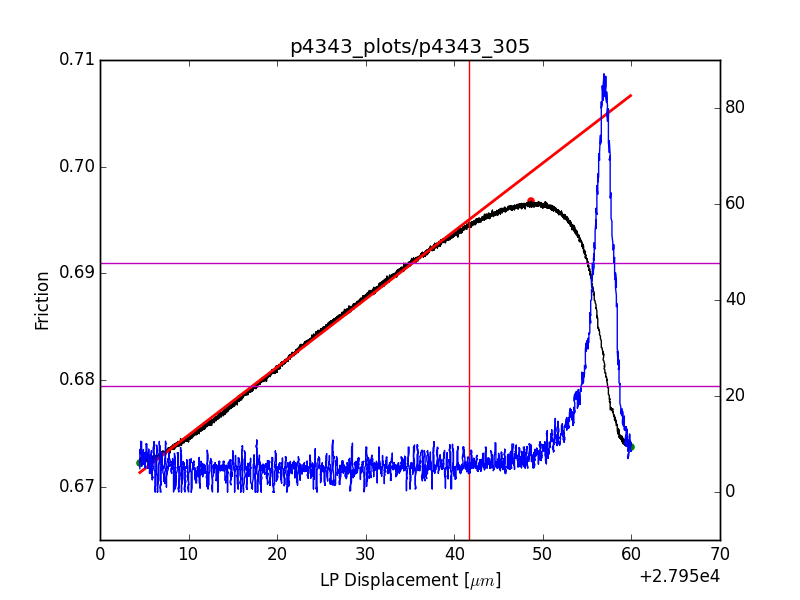 p4343_plots/p4343_305
0.71
0.70
0.69
0.68
0.67
Friction
80
60
40
20
0
0 10 20 30 40 50 60 70
LP Displacement [μm]
+2.795e4